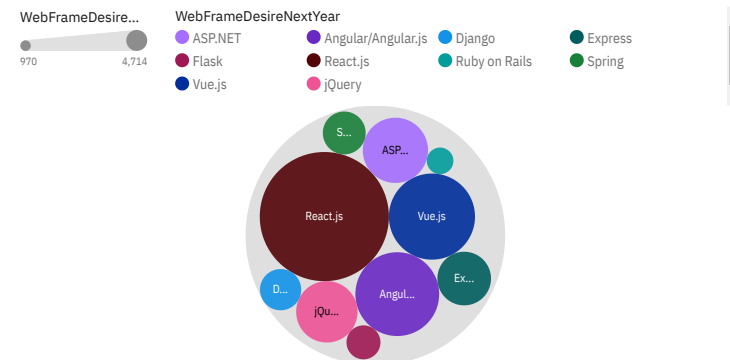 WebFrameDesire...
970 4,714
WebFrameDesireNextYear
ASP.NET Angular/Angular.js Django Express
Flask React.js Ruby on Rails Spring
Vue.js jQuery
S...
ASP...
React.js Vue.js
Ex...
D...
Angul...
jQu...